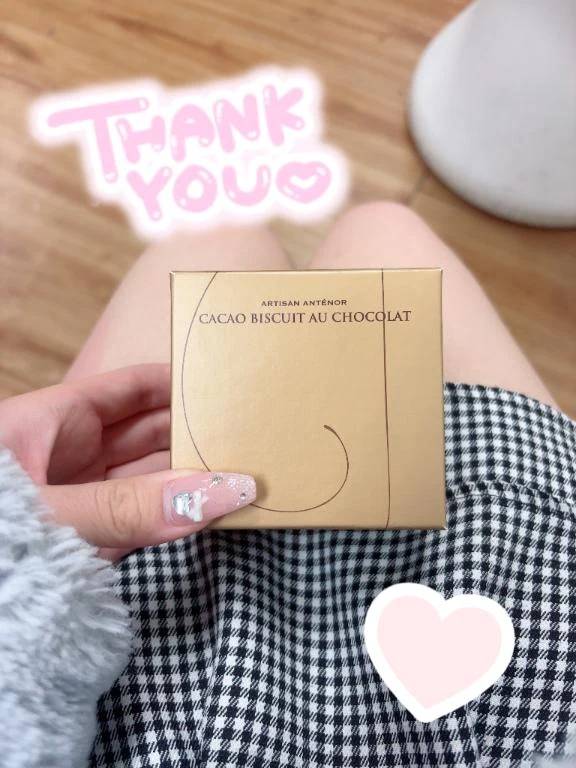 THANK
YOU
ARTISAN ANTÉNOR
CACAO BISCUIT AU CHOCOLAT